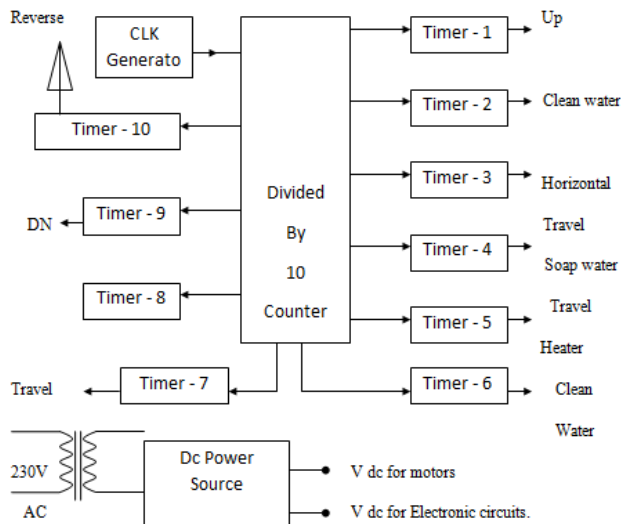 Reverse
CLK
Generato
Timer - 1
Up
Timer - 2
Clean water
Timer - 10
Timer - 3
Horizontal
Divided
By
10
Counter
Timer - 9
DN
Timer - 4
Travel
Soap water
Timer - 8
Timer - 5
Travel
Heater
Timer - 7
Travel
Timer - 6
Clean
Water
230V
AC
Dc Power
Source
V dc for motors
V dc for Electronic circuits.